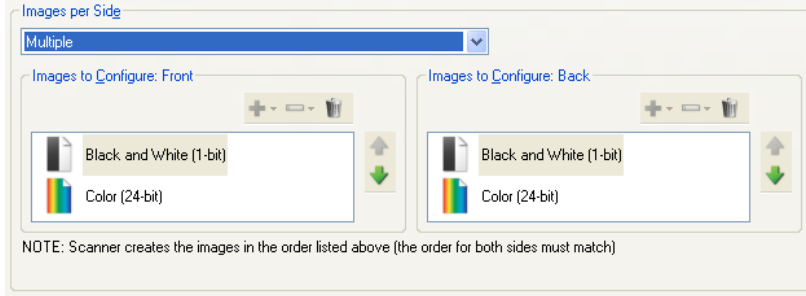 Images per Side
Multiple
Images to Configure: Front
Images to Configure: Back
Black and White (1-bit)
Black and White (1-bit)
Color (24-bit)
Color (24-bit)
NOTE: Scanner creates the images in the order listed above (the order for both sides must match)